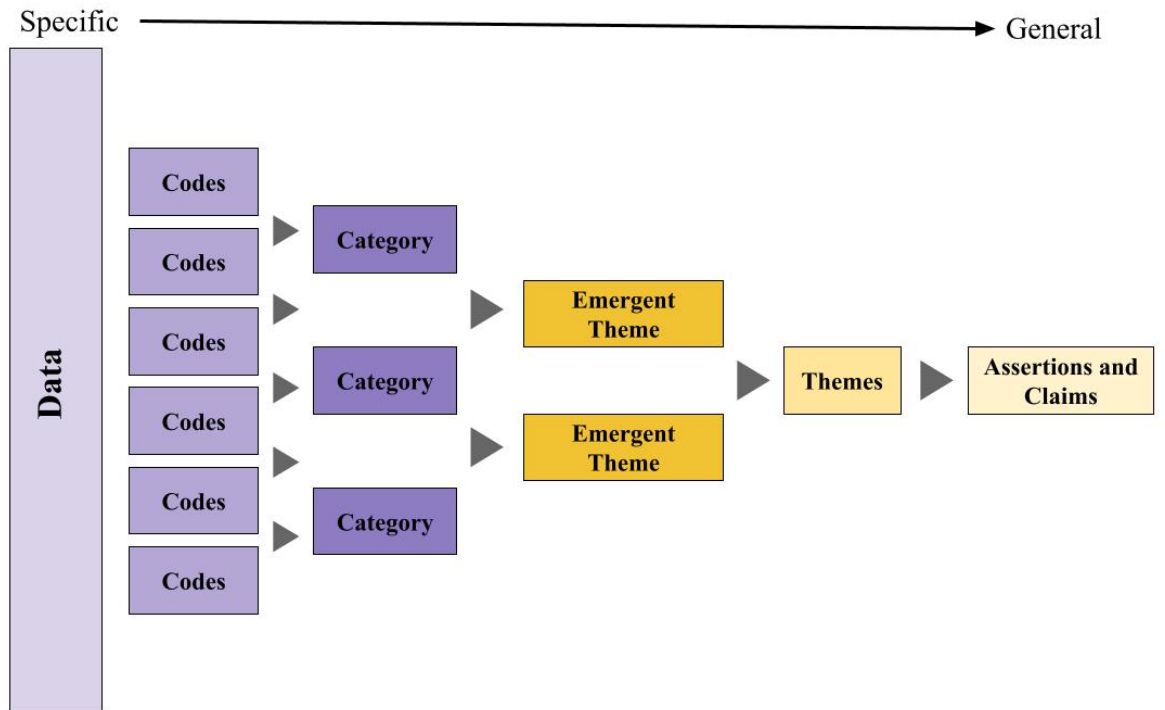 Specific
General
Data
Codes
Codes
Codes
Codes
Codes
Codes
Category
Category
Category
Emergent
Theme
Emergent
Theme
Themes
Assertions and
Claims